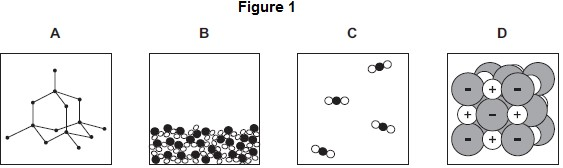 Figure 1
A B C D
- + -
+ - +
- + -